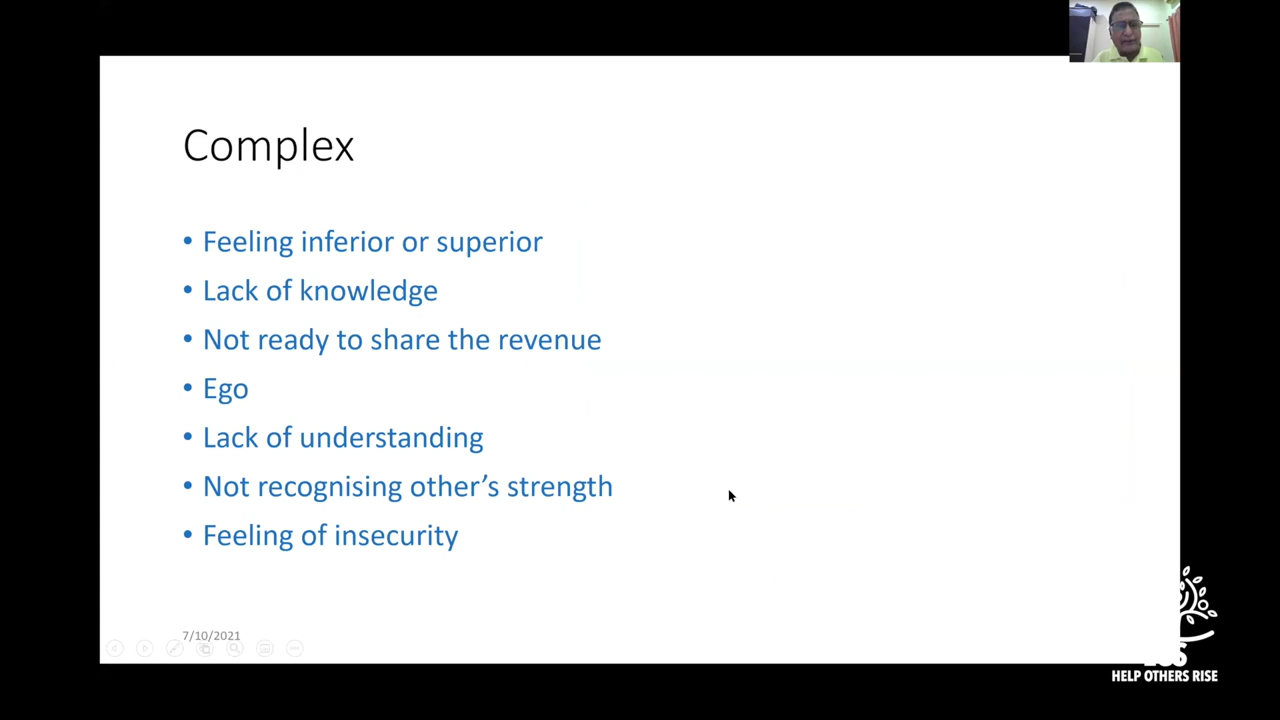 Complex
• Feeling inferior or superior
• Lack of knowledge
• Not ready to share the revenue
• Ego
• Lack of understanding
• Not recognising other's strength
• Feeling of insecurity
7/10/2021
HELP OTHERS RISE